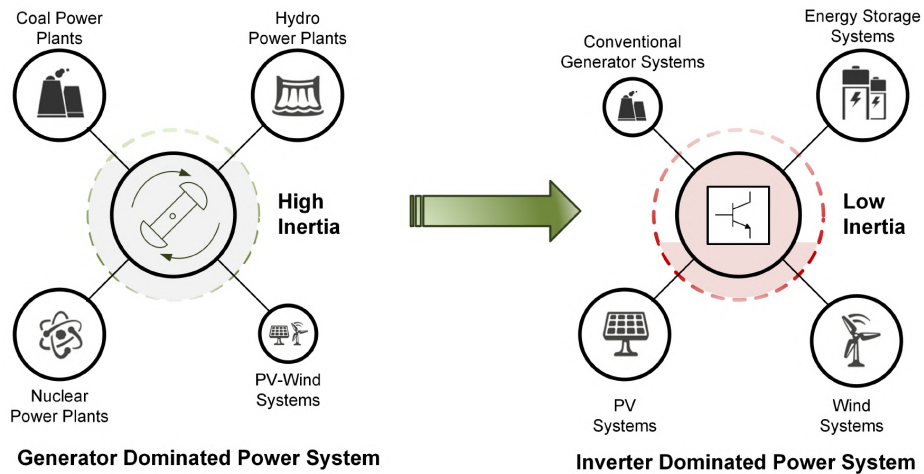 Coal Power
Plants
Hydro
Power Plants
High
Inertia
Nuclear
Power Plants
PV-Wind
Systems
Generator Dominated Power System
Conventional
Generator Systems
Energy Storage
Systems
Low
Inertia
PV
Systems
Wind
Systems
Inverter Dominated Power System